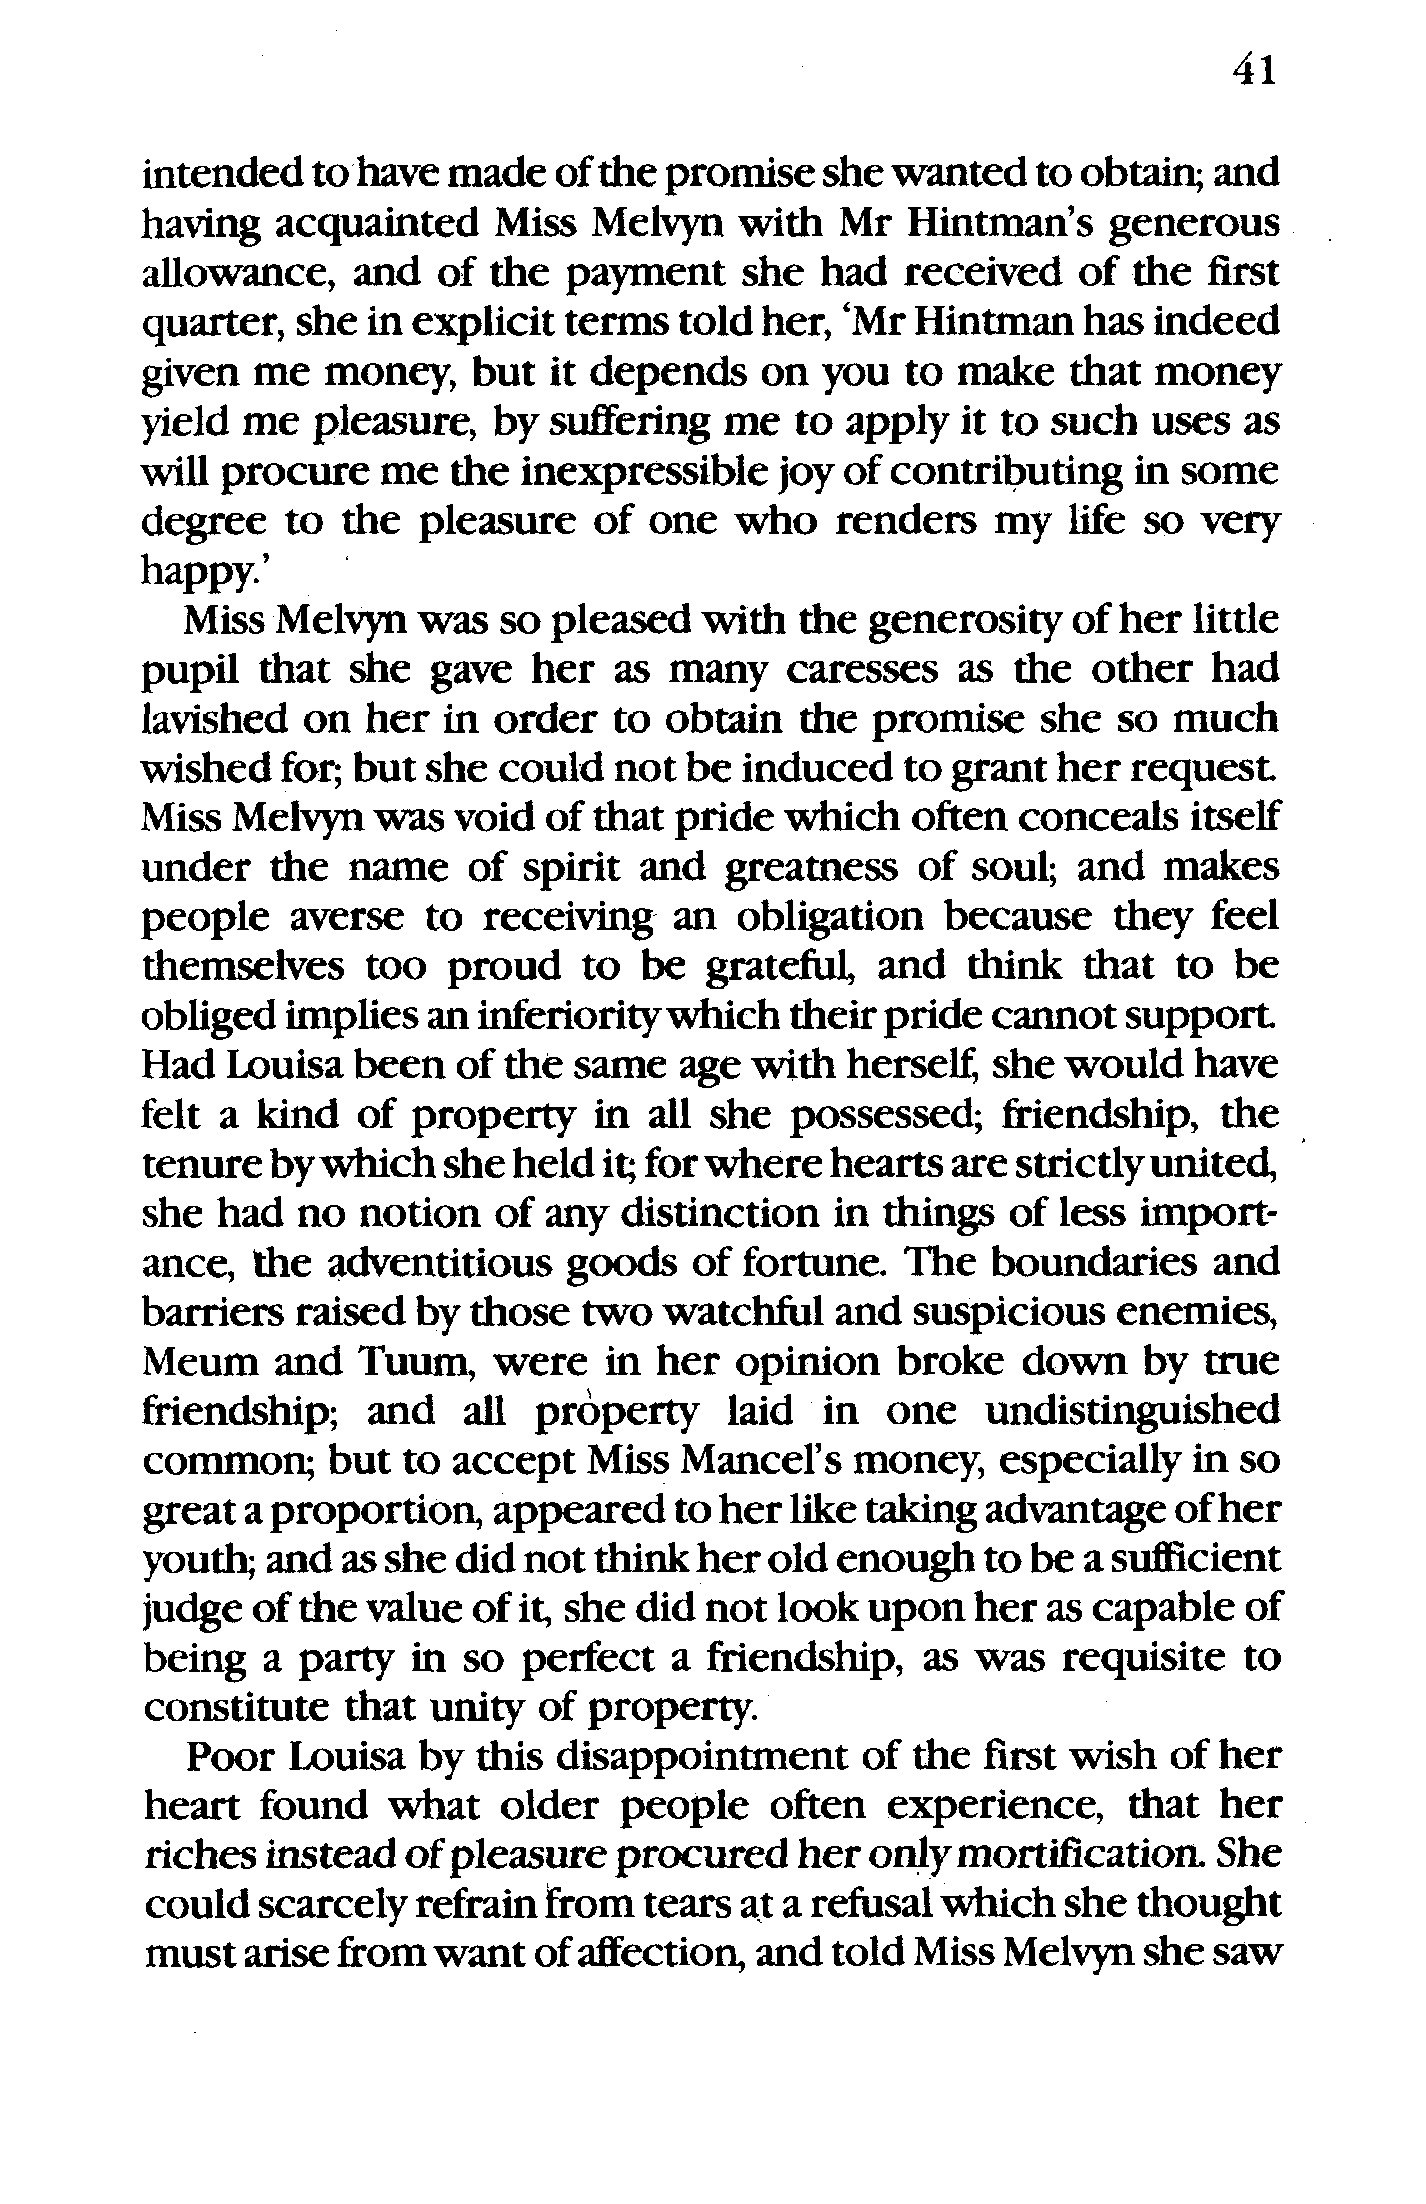 41
intended to have made of the promise she wanted to obtain; and
having acquainted Miss Melvyn with Mr Hintman's generous
allowance, and of the payment she had received of the first
quarter, she in explicit terms told her, 'Mr Hintman has indeed
given me money, but it depends on you to make that money
yield me pleasure, by suffering me to apply it to such uses as
will procure me the inexpressible joy of contributing in some
degree to the pleasure of one who renders my life so very
happy.'
Miss Melvyn was so pleased with the generosity of her little
pupil that she gave her as many caresses as the other had
lavished on her in order to obtain the promise she so much
wished for; but she could not be induced to grant her request.
Miss Melvyn was void of that pride which often conceals itself
under the name of spirit and greatness of soul; and makes
people averse to receiving an obligation because they feel
themselves too proud to be grateful, and think that to be
obliged implies an inferiority which their pride cannot support.
Had Louisa been of the same age with herself, she would have
felt a kind of property in all she possessed; friendship, the
tenure by which she held it; for where hearts are strictly united,
she had no notion of any distinction in things of less import-
ance, the adventitious goods of fortune. The boundaries and
barriers raised by those two watchful and suspicious enemies,
Meum and Tuum, were in her opinion broke down by true
friendship; and all property laid in one undistinguished
common; but to accept Miss Mancel's money, especially in so
great a proportion, appeared to her like taking advantage of her
youth; and as she did not think her old enough to be a sufficient
judge of the value of it, she did not look upon her as capable of
being a party in so perfect a friendship, as was requisite to
constitute that unity of property.
Poor Louisa by this disappointment of the first wish of her
heart found what older people often experience, that her
riches instead of pleasure procured her only mortification. She
could scarcely refrain from tears at a refusal which she thought
must arise from want of affection, and told Miss Melvyn she saw